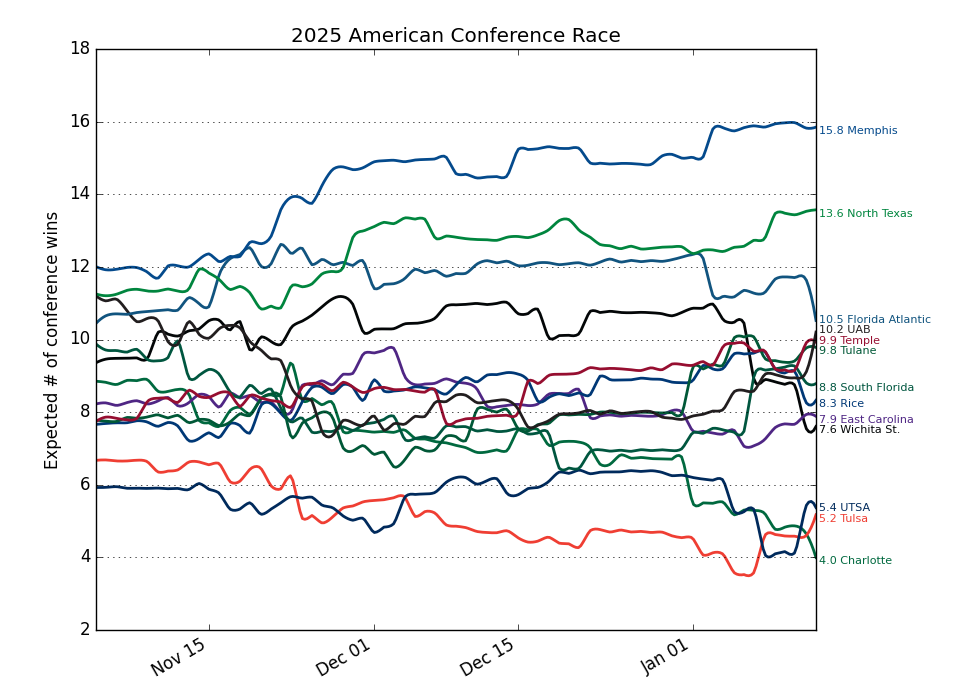 2025 American Conference Race
Expected # of conference wins
18
16
14
12
10
8
6
4
2
Nov 15
Dec 01
Dec 15
Jan 01
15.8 Memphis
13.6 North Texas
10.5 Florida Atlantic
10.2 UAB
9.9 Temple
9.8 Tulane
8.8 South Florida
8.3 Rice
7.9 East Carolina
7.6 Wichita St.
5.4 UTSA
5.2 Tulsa
4.0 Charlotte